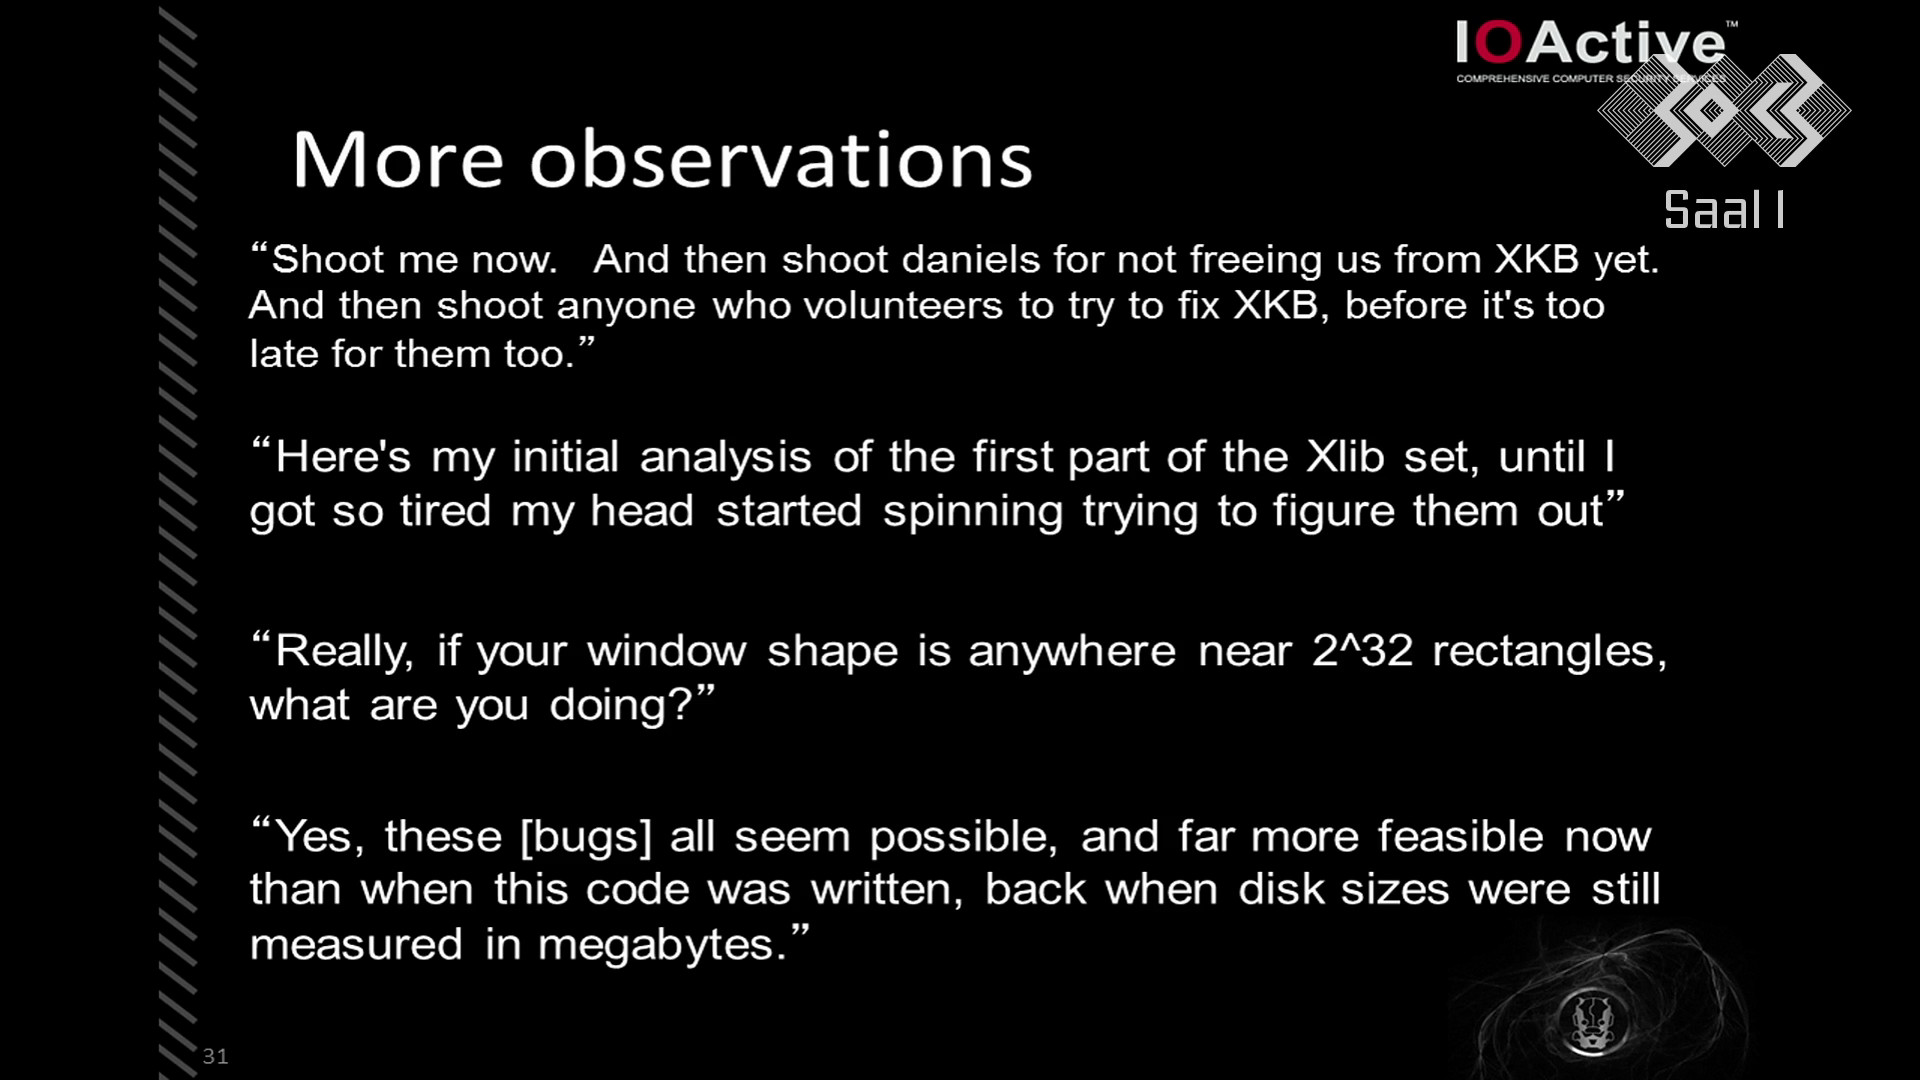 IOActive™
COMPREHENSIVE COMPUTER SECURITY SERVICES
Saal 1
More observations
“Shoot me now.   And then shoot daniels for not freeing us from XKB yet.
And then shoot anyone who volunteers to try to fix XKB, before it's too
late for them too.”
“Here's my initial analysis of the first part of the Xlib set, until I
got so tired my head started spinning trying to figure them out”
“Really, if your window shape is anywhere near 2^32 rectangles,
what are you doing?”
“Yes, these [bugs] all seem possible, and far more feasible now
than when this code was written, back when disk sizes were still
measured in megabytes.”
31